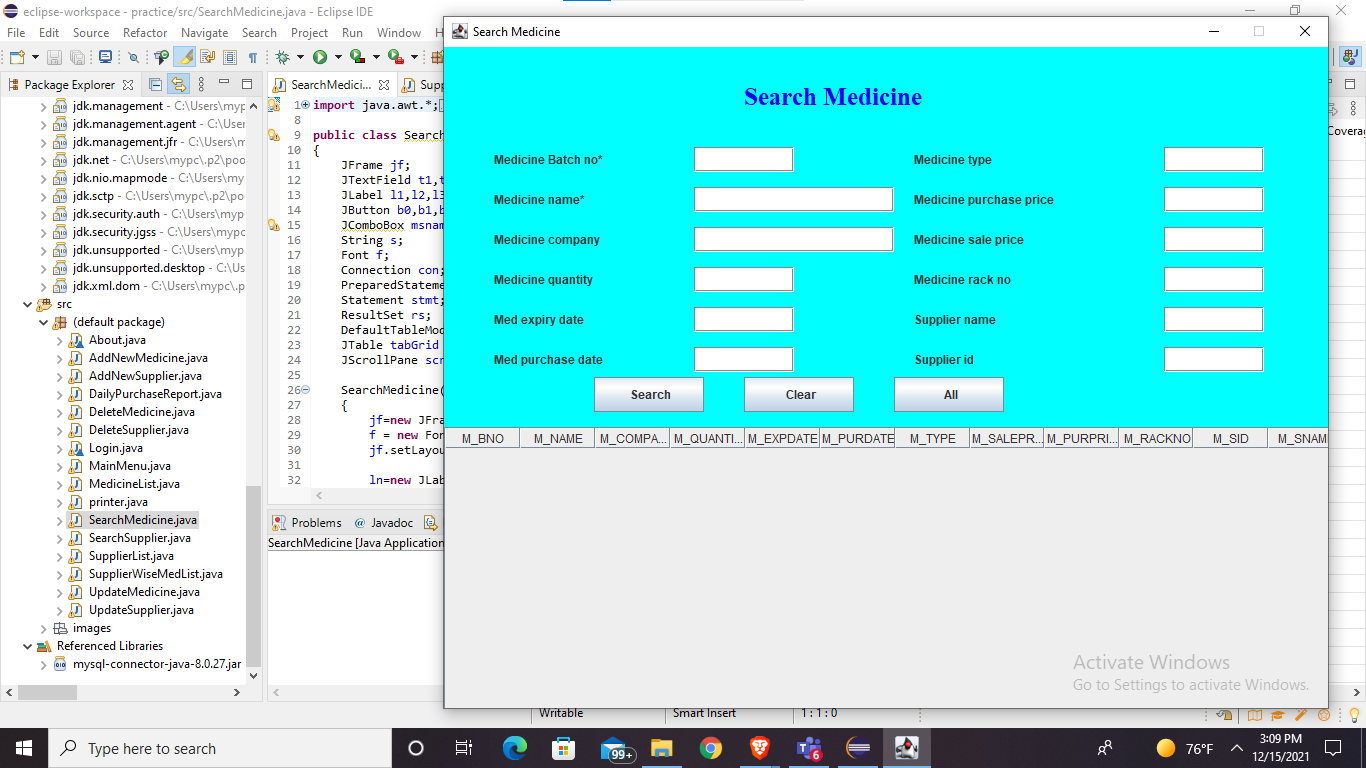 eclipse-workspace - practice/src/SearchMedicine.java - Eclipse IDE
File Edit Source Refactor Navigate Search Project Run Window H
Package Explorer
jdk.management - C:\Users\myp
jdk.management.agent - C:\User
jdk.management.jfr - C:\Users\m
jdk.net - C:\Users\mypc\.p2\poo
jdk.nio.mapmode - C:\Users\my
jdk.sctp - C:\Users\mypc\.p2\po
jdk.security.auth - C:\Users\myp
jdk.security.jgss - C:\Users\mypc
jdk.unsupported - C:\Users\mypc
jdk.unsupported.desktop - C:\Us
jdk.xml.dom - C:\Users\mypc\.p
src
(default package)
About.java
AddNewMedicine.java
AddNewSupplier.java
DailyPurchaseReport.java
DeleteMedicine.java
DeleteSupplier.java
Login.java
MainMenu.java
MedicineList.java
printer.java
SearchMedicine.java
SearchSupplier.java
SupplierList.java
SupplierWiseMedList.java
UpdateMedicine.java
UpdateSupplier.java
images
Referenced Libraries
mysql-connector-java-8.0.27.jar
SearchMedici... Supp
1 import java.awt.*;
8
9 public class Search
10 {
11 JFrame jf;
12 JTextField t1,t
13 JLabel l1,l2,l3
14 JButton b0,b1,b
15 JComboBox msnam
16 String s;
17 Font f;
18 Connection con;
19 PreparedStateme
20 Statement stmt;
21 ResultSet rs;
22 DefaultTableMod
23 JTable tabGrid
24 JScrollPane scr
25
26 SearchMedicine(
27 {
28 jf=new JFra
29 f = new Fon
30 jf.setLayou
31
32 ln=new JLab
Problems @ Javadoc
SearchMedicine [Java Application
Search Medicine
Search Medicine
Medicine Batch no* Medicine type
Medicine name* Medicine purchase price
Medicine company Medicine sale price
Medicine quantity Medicine rack no
Med expiry date Supplier name
Med purchase date Supplier id
Search Clear All
M_BNO M_NAME M_COMPA... M_QUANTI... M_EXPDATE M_PURDATE M_TYPE M_SALEPR... M_PURPRI... M_RACKNO M_SID M_SNAM
Activate Windows
Go to Settings to activate Windows.
Coverag
Writable Smart Insert 1 : 1 : 0
Type here to search
99+
6
76°F
3:09 PM
12/15/2021